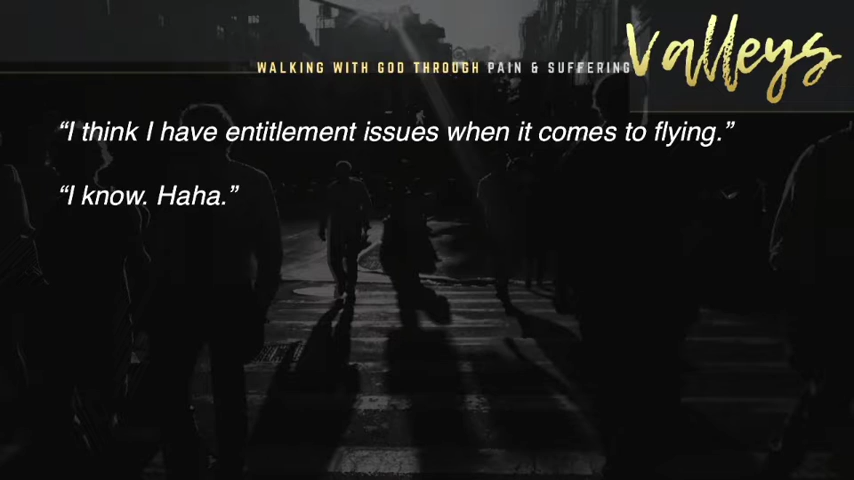 Valleys
WALKING WITH GOD THROUGH PAIN & SUFFERING
“I think I have entitlement issues when it comes to flying.”
“I know. Haha.”